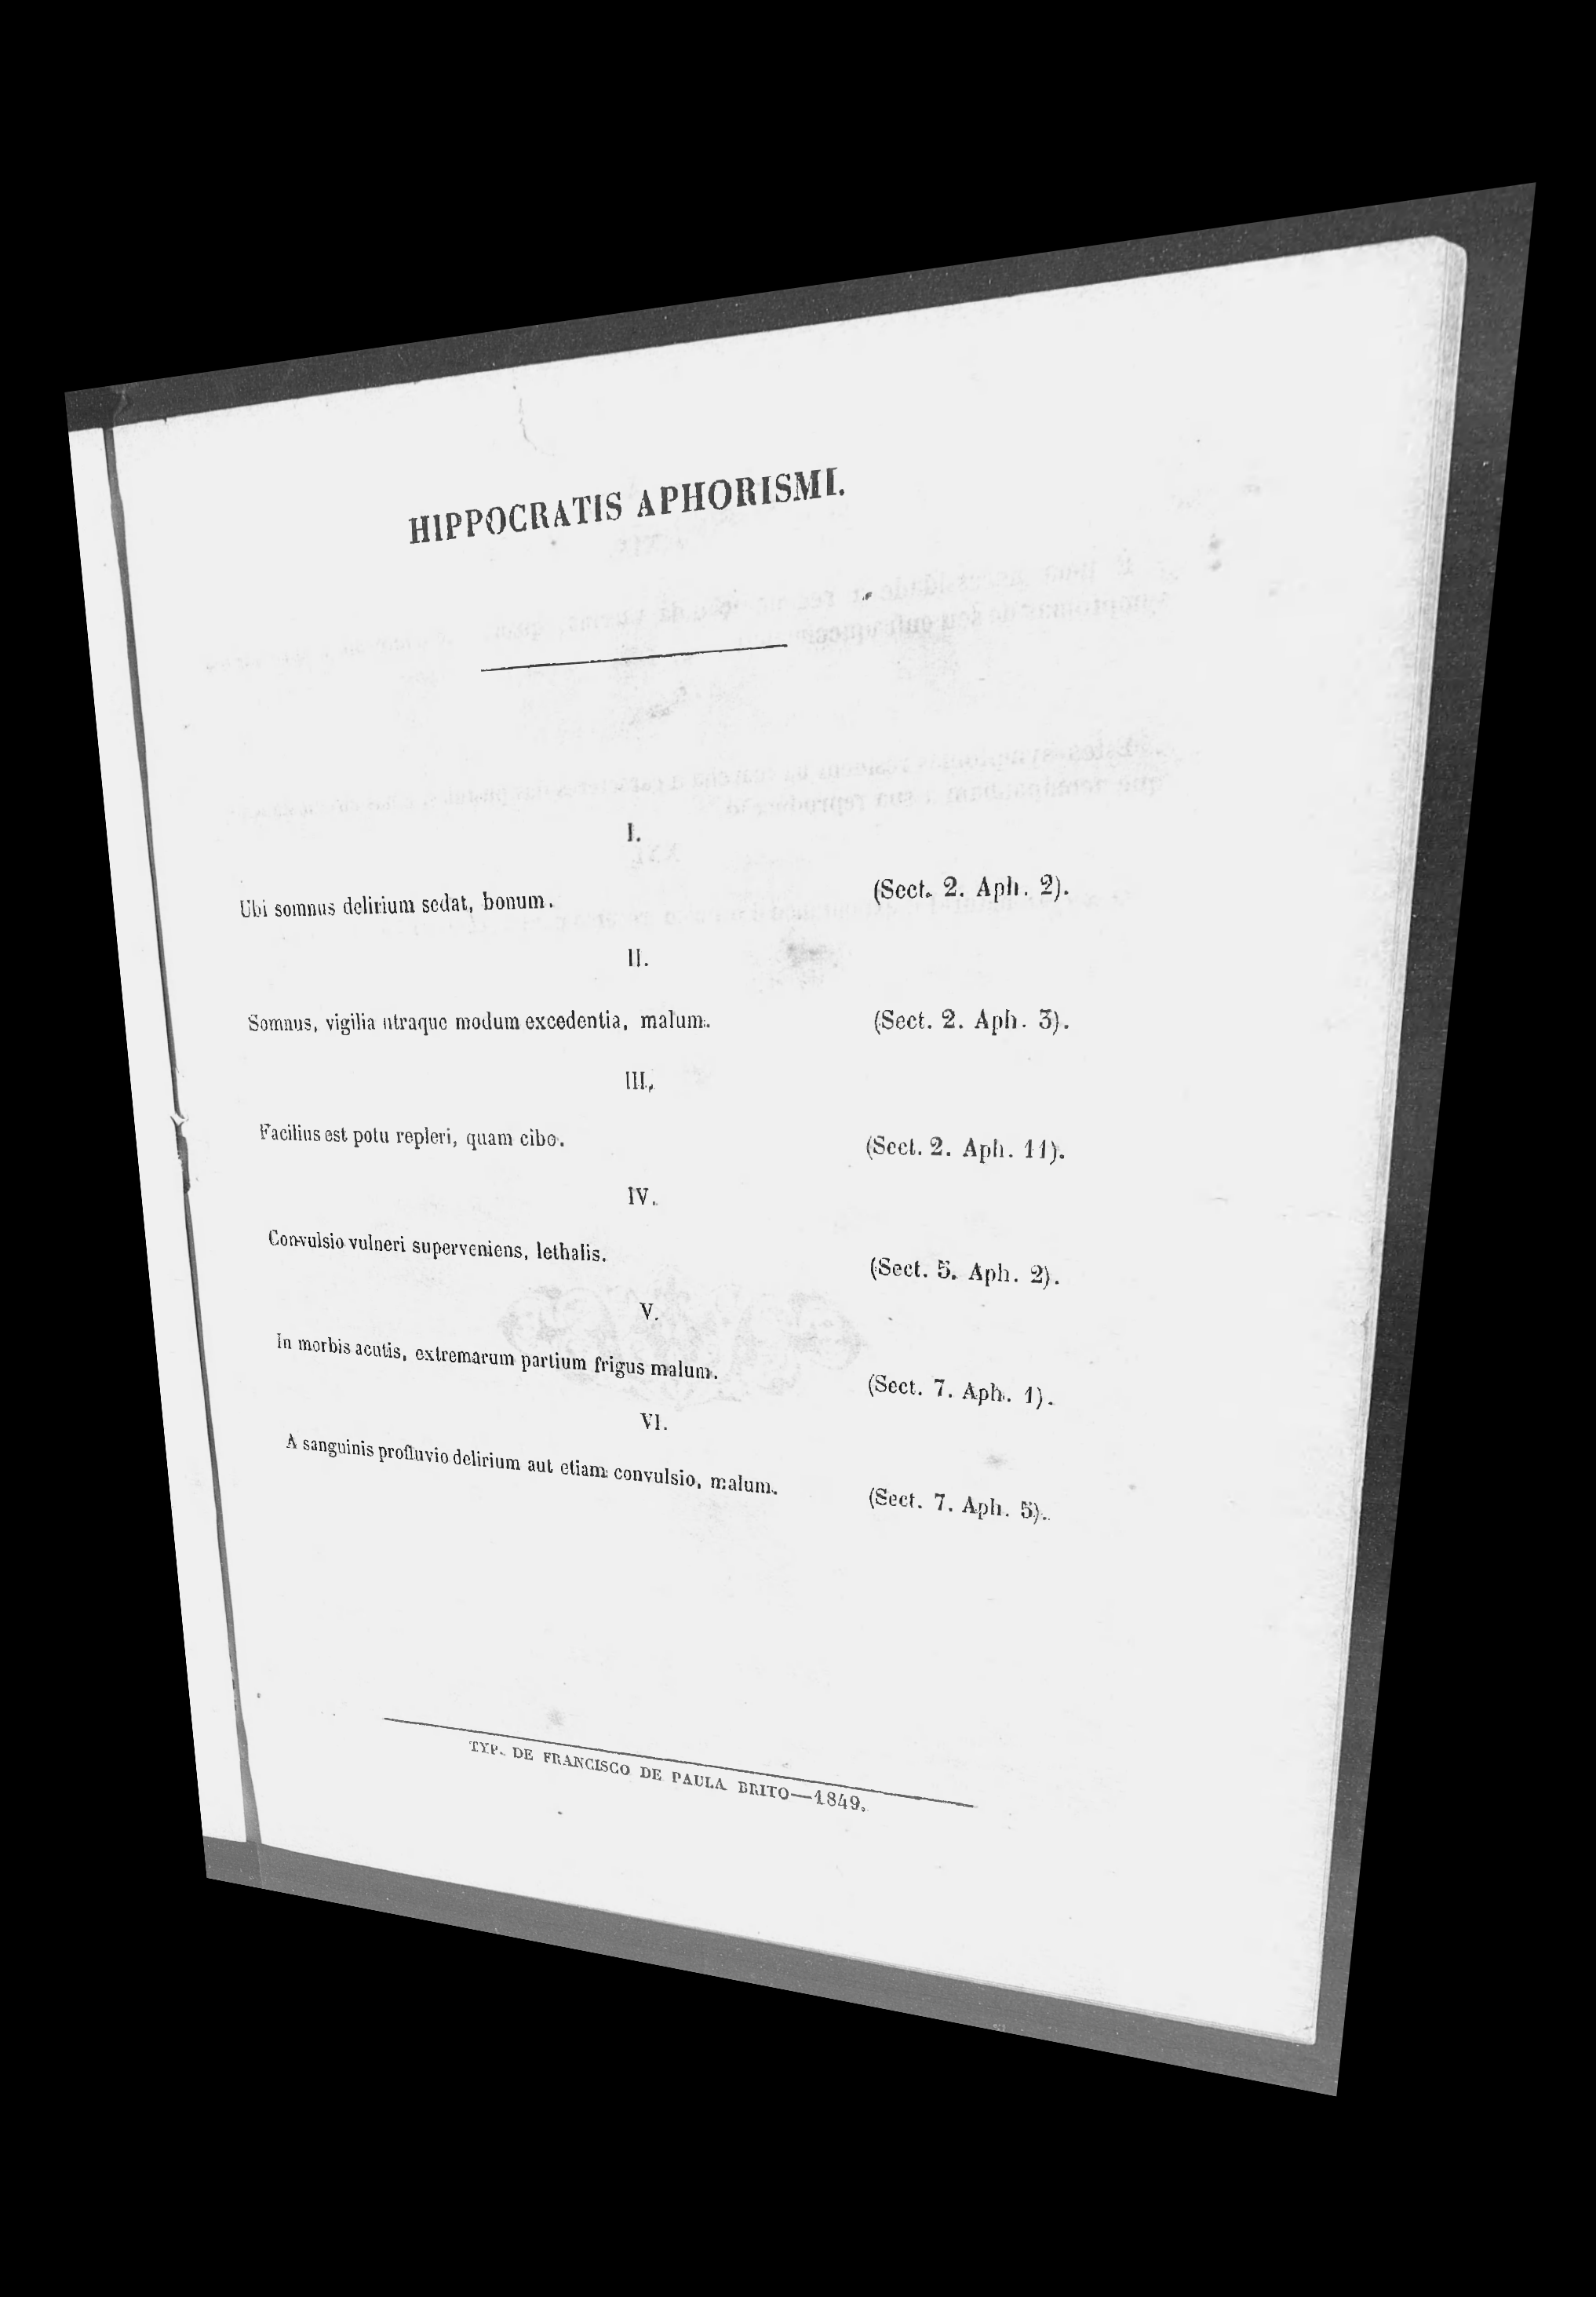 HIPPOCRATIS APHORISMI.
I.
Ubi somnus delirium sedat, bonum. (Sect. 2. Aph. 2).
II.
Somnus, vigilia utraque modum excedentia, malum. (Sect. 2. Aph. 3).
III.
Facilius est potu repleri, quam cibo. (Sect. 2. Aph. 11).
IV.
Convulsio vulneri superveniens, lethalis. (Sect. 5. Aph. 2).
V.
In morbis acutis, extremarum partium frigus malum. (Sect. 7. Aph. 1).
VI.
A sanguinis profluvio delirium aut etiam convulsio, malum. (Sect. 7. Aph. 5).
TYP. DE FRANCISCO DE PAULA BRITO—1849.